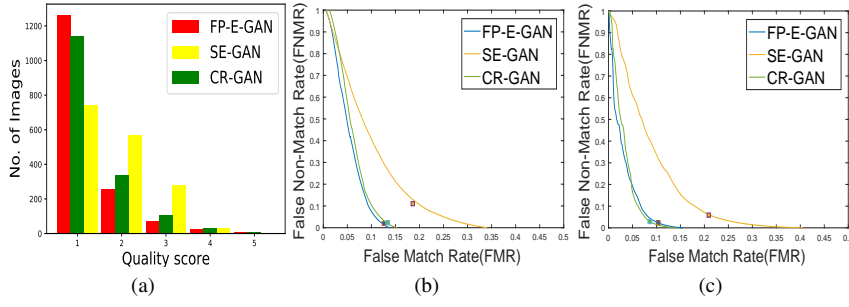 No. of Images
1200
1000
800
600
400
200
0
FP-E-GAN
SE-GAN
CR-GAN
1 2 3 4 5
Quality score
(a)
False Non-Match Rate(FNMR)
1
0.9
0.8
0.7
0.6
0.5
0.4
0.3
0.2
0.1
0
FP-E-GAN
SE-GAN
CR-GAN
0 0.05 0.1 0.15 0.2 0.25 0.3 0.35 0.4 0.45 0.5
False Match Rate(FMR)
(b)
False Non-Match Rate(FNMR)
1
0.9
0.8
0.7
0.6
0.5
0.4
0.3
0.2
0.1
0
FP-E-GAN
SE-GAN
CR-GAN
0 0.05 0.1 0.15 0.2 0.25 0.3 0.35 0.4 0.45 0.5
False Match Rate(FMR)
(c)